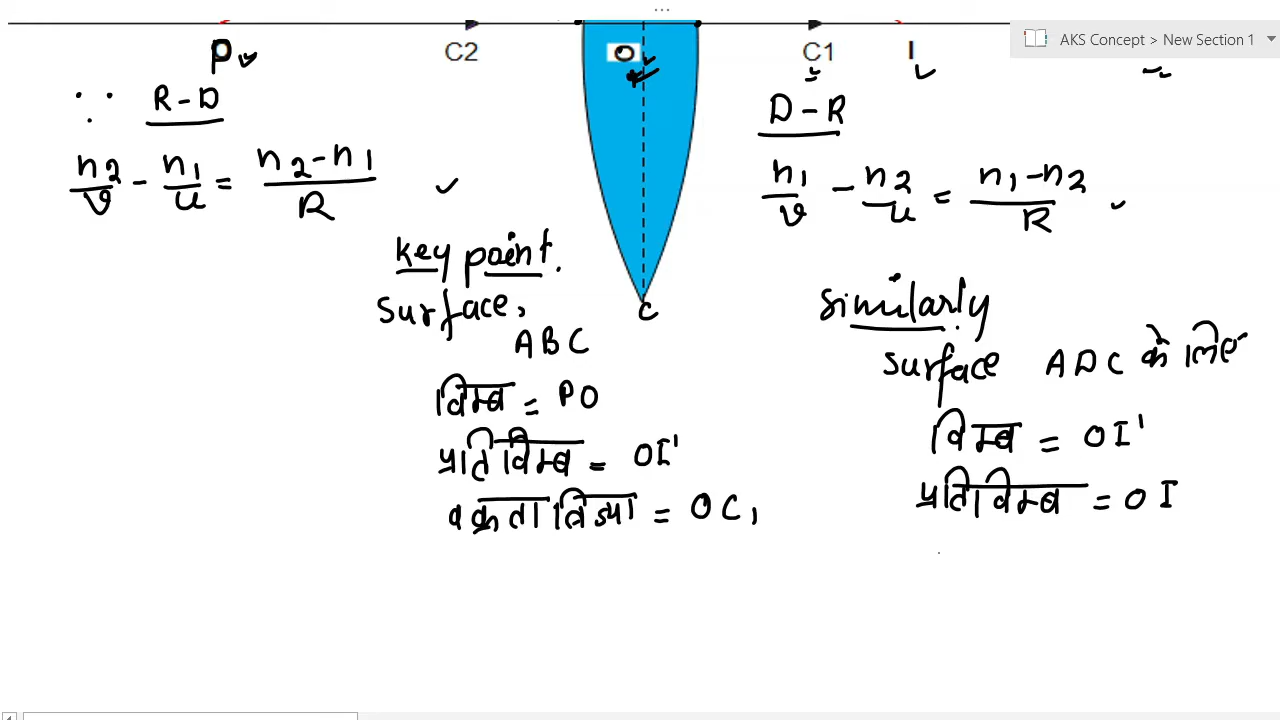 AKS Concept > New Section 1
P C2 O C1 I
R-D
n2/v - n1/u = n2-n1/R
D-R
n1/v - n2/u = n1-n2/R
C
key point.
surface,
ABC
विम्ब = PO
प्रतिविम्ब = OI'
वक्रता त्रिज्या = OC1
similarly
surface ADC के लिए
विम्ब = OI'
प्रतिविम्ब = OI